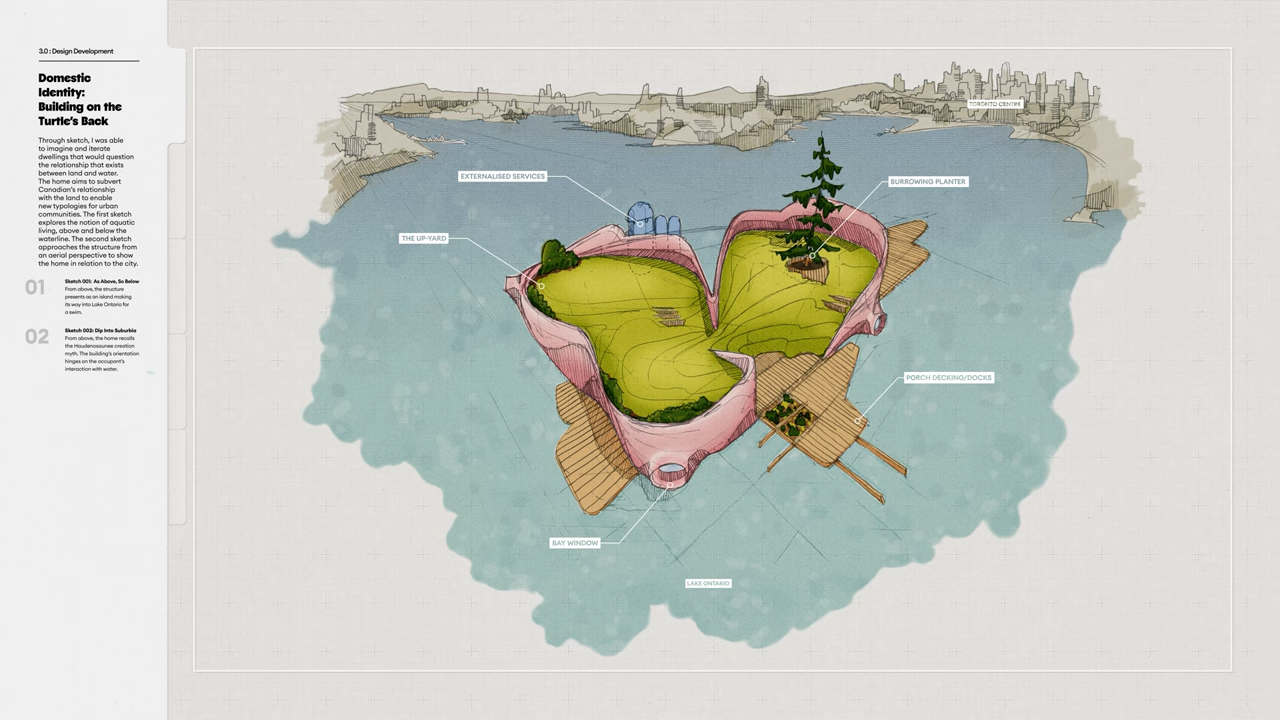 3.0 : Design Development
Domestic
Identity:
Building on the
Turtle's Back
Through sketch, I was able
to imagine and iterate
dwellings that would question
the relationship that exists
between land and water.
The home aims to subvert
Canadian's relationship
with the land to enable
new typologies for urban
communities. The first sketch
explores the notion of aquatic
living, above and below the
waterline. The second sketch
approaches the structure from
an aerial perspective to show
the home in relation to the city.
01
Sketch 001: As Above, So Below
From above, the structure
presents as an island making
its way into Lake Ontario for
a swim.
02
Sketch 002: Dip Into Suburbia
From above, the home recalls
the Haudenosaunee creation
myth. The building's orientation
hinges on the occupant's
interaction with water.
TORONTO CENTRE
EXTERNALISED SERVICES
BURROWING PLANTER
THE UP-YARD
PORCH DECKING/DOCKS
BAY WINDOW
LAKE ONTARIO